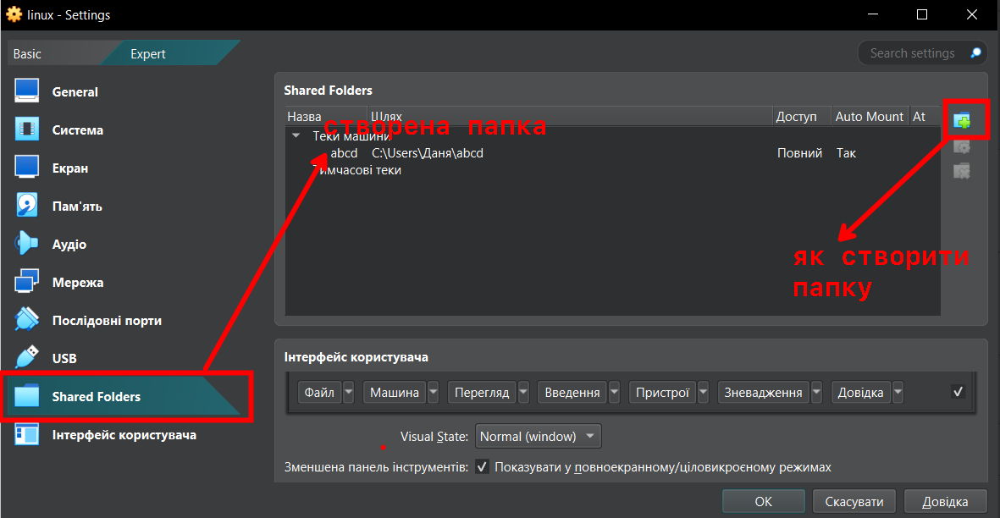 linux - Settings
Basic
Expert
Search settings
General
Система
Екран
Пам'ять
Аудіо
Мережа
Послідовні порти
USB
Shared Folders
Інтерфейс користувача
Shared Folders
Назва Шлях Доступ Auto Mount At
створена папка
Теки машини
abcd C:\Users\Даня\abcd Повний Так
Тимчасові теки
як створити
папку
Інтерфейс користувача
Файл Машина Перегляд Введення Пристрої Зневадження Довідка
Visual State: Normal (window)
Зменшена панель інструментів: Показувати у повноекранному/ціловикроєному режимах
OK Скасувати Довідка